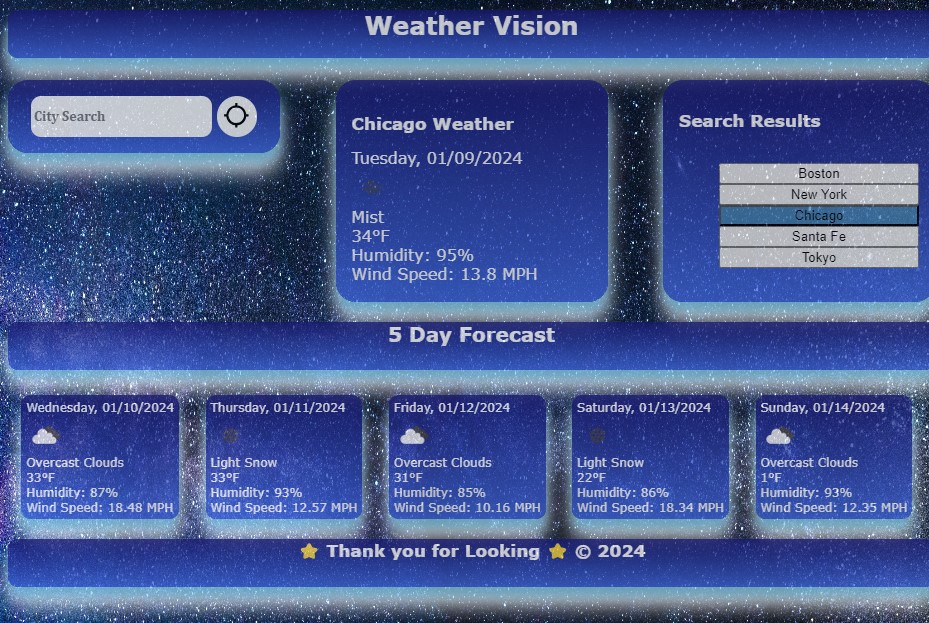 Weather Vision
City Search
Chicago Weather
Tuesday, 01/09/2024
Mist
34°F
Humidity: 95%
Wind Speed: 13.8 MPH
Search Results
Boston
New York
Chicago
Santa Fe
Tokyo
5 Day Forecast
Wednesday, 01/10/2024
Overcast Clouds
33°F
Humidity: 87%
Wind Speed: 18.48 MPH
Thursday, 01/11/2024
Light Snow
33°F
Humidity: 93%
Wind Speed: 12.57 MPH
Friday, 01/12/2024
Overcast Clouds
31°F
Humidity: 85%
Wind Speed: 10.16 MPH
Saturday, 01/13/2024
Light Snow
22°F
Humidity: 86%
Wind Speed: 18.34 MPH
Sunday, 01/14/2024
Overcast Clouds
1°F
Humidity: 93%
Wind Speed: 12.35 MPH
⭐ Thank you for Looking ⭐ © 2024